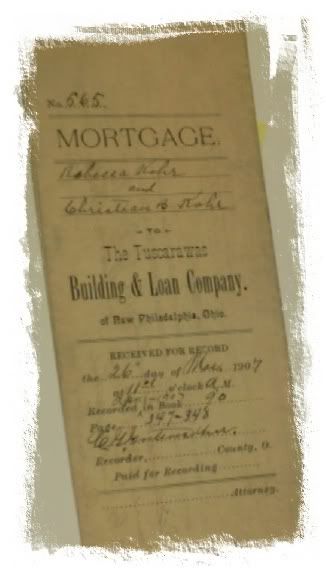 No. 565.
MORTGAGE.
Rebecca Kohr
and
Christian B Kohr
- TO -
The Tuscarawas
Building & Loan Company.
of New Philadelphia, Ohio.
RECEIVED FOR RECORD
the 26" day of 1907
at o'clock A. M.
Recorded in Book 90
Page 347-348
Recorder, County, O.
Paid for Recording
Attorney.